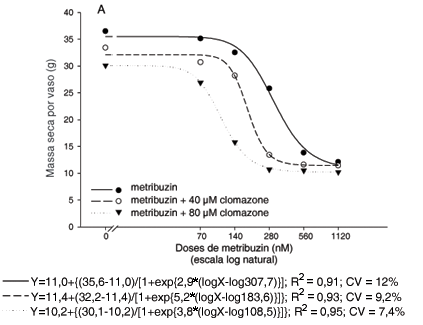 A
40
35
30
25
20
15
10
5
0
Massa seca por vaso (g)
metribuzin
metribuzin + 40 µM clomazone
metribuzin + 80 µM clomazone
0 70 140 280 560 1120
Doses de metribuzin (nM)
(escala log natural)
Y=11,0+{(35,6-11,0)/[1+exp{2,9*(logX-log307,7)}]}; R² = 0,91; CV = 12%
Y=11,4+{(32,2-11,4)/[1+exp{5,2*(logX-log183,6)}]}; R² = 0,93; CV = 9,2%
Y=10,2+{(30,1-10,2)/[1+exp{3,8*(logX-log108,5)}]}; R² = 0,95; CV = 7,4%